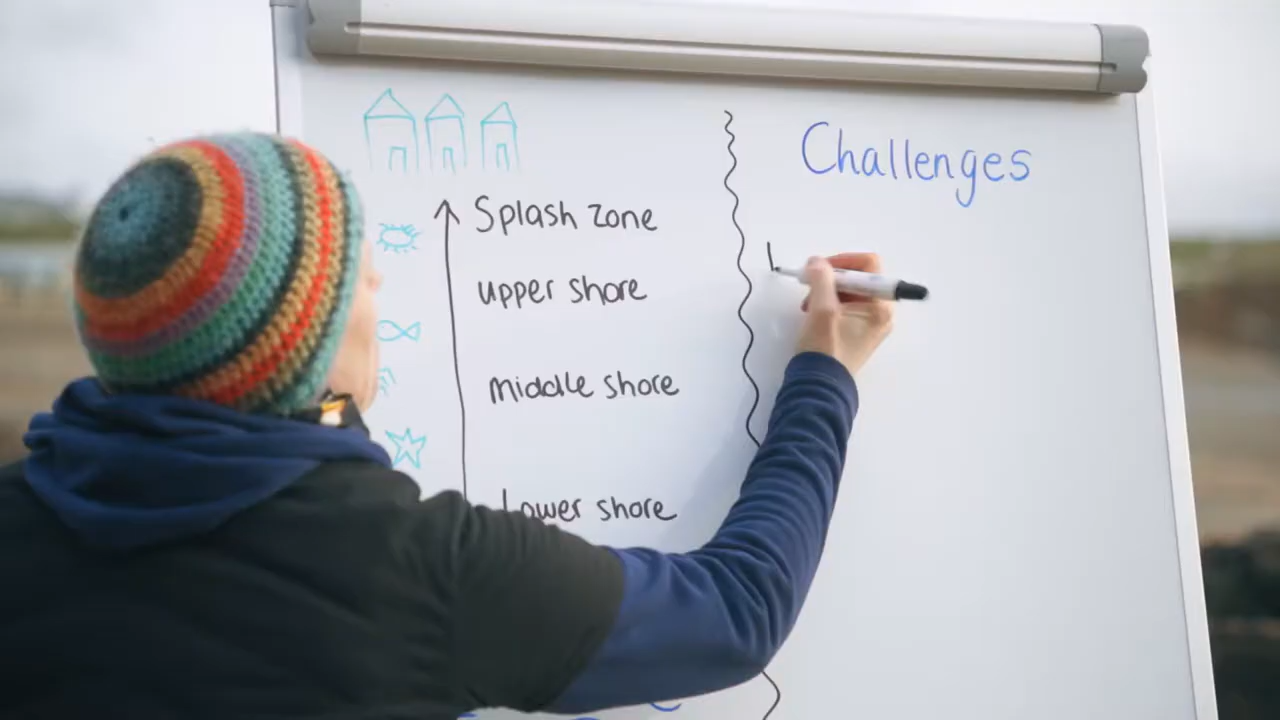 Challenges
Splash zone
upper shore
middle shore
Lower shore